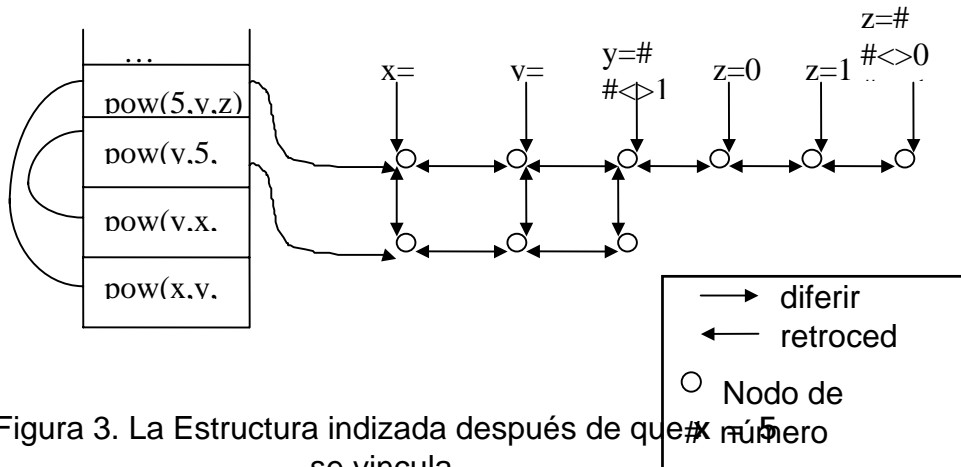 z=#
#<>0
y=#
#<>1
x=
z=0
z=1
...
pow(5,y,z)
pow(y,5,
pow(y,x,
pow(x,y,
diferir
retroced
Nodo de
# número
Figura 3. La Estructura indizada después de que x = 5
se vincula